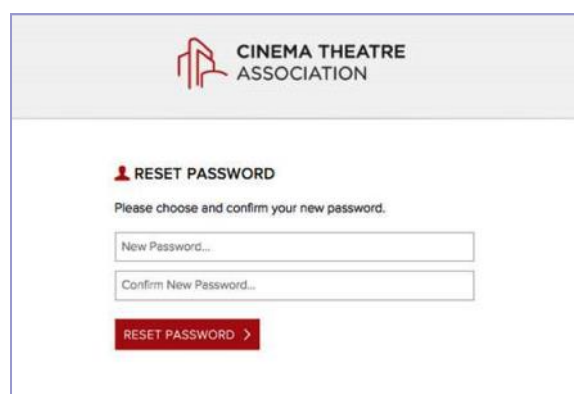 CINEMA THEATRE
ASSOCIATION
RESET PASSWORD
Please choose and confirm your new password.
New Password...
Confirm New Password...
RESET PASSWORD >